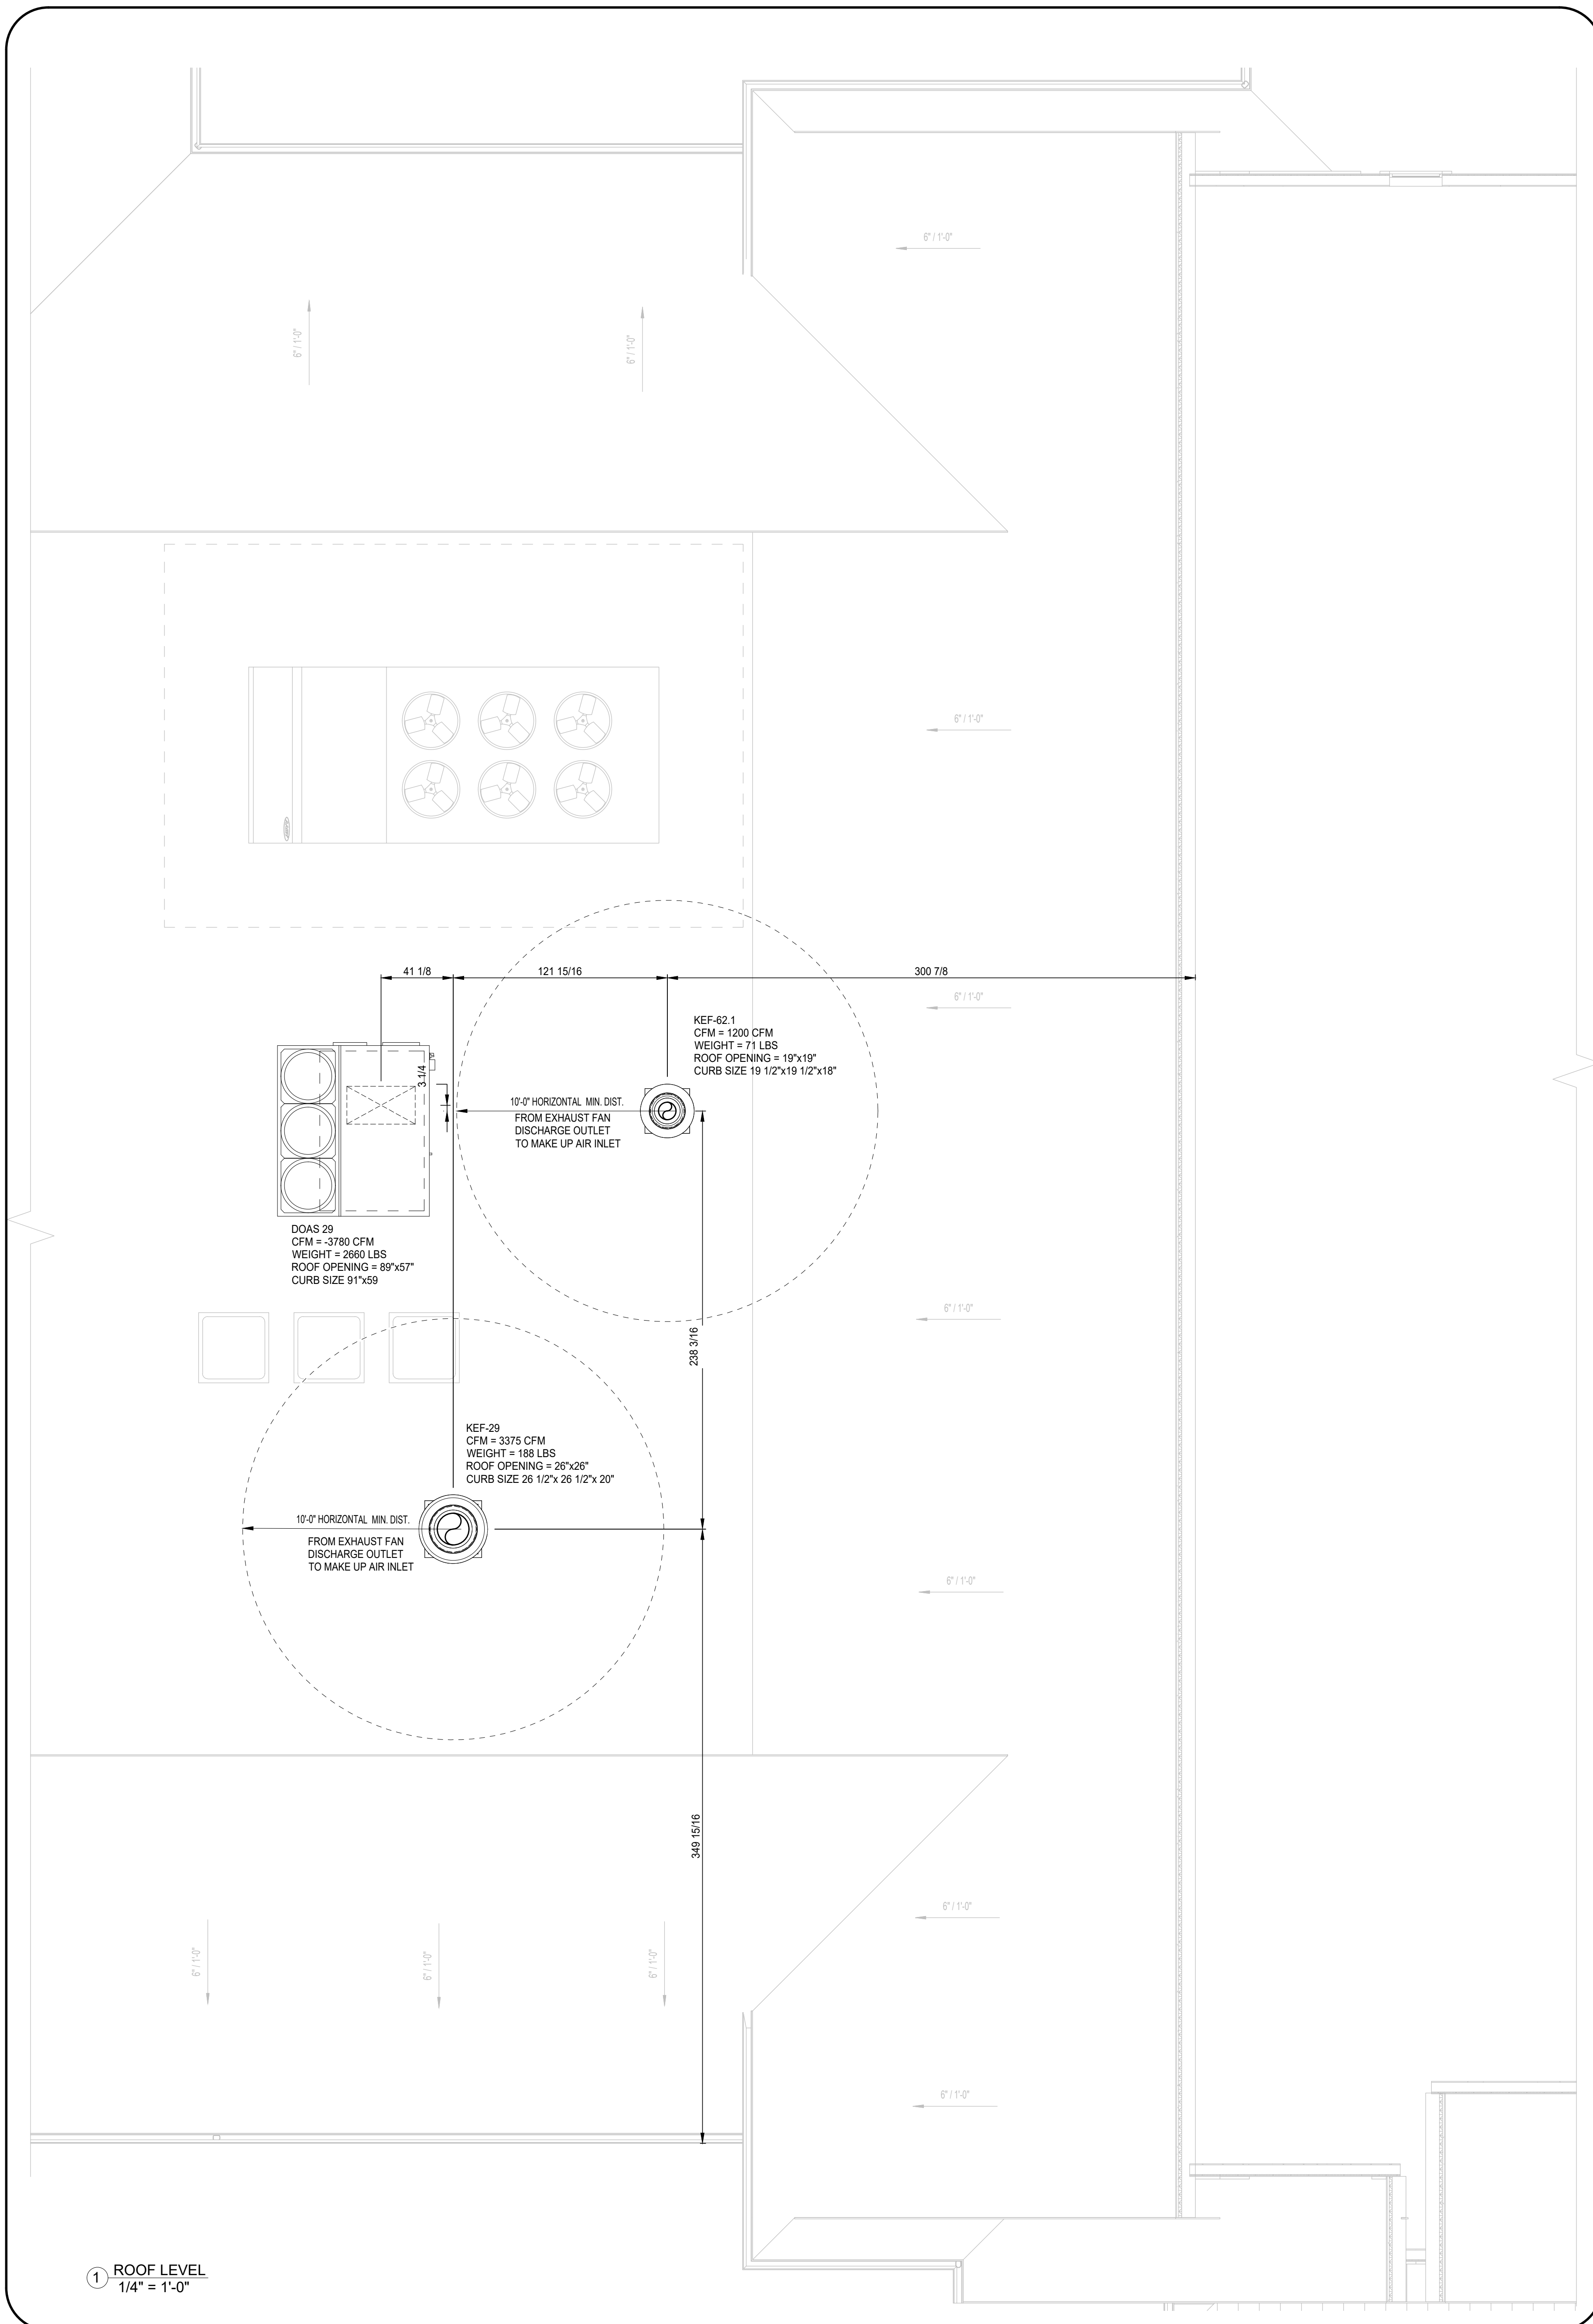 6" / 1'-0"
6" / 1'-0"
6" / 1'-0"
6" / 1'-0"
41 1/8
121 15/16
300 7/8
6" / 1'-0"
KEF-62.1
CFM = 1200 CFM
WEIGHT = 71 LBS
ROOF OPENING = 19"x19"
CURB SIZE 19 1/2"x19 1/2"x18"
3 1/4
10'-0" HORIZONTAL MIN. DIST.
FROM EXHAUST FAN
DISCHARGE OUTLET
TO MAKE UP AIR INLET
DOAS 29
CFM = -3780 CFM
WEIGHT = 2660 LBS
ROOF OPENING = 89"x57"
CURB SIZE 91"x59
6" / 1'-0"
238 3/16
KEF-29
CFM = 3375 CFM
WEIGHT = 188 LBS
ROOF OPENING = 26"x26"
CURB SIZE 26 1/2"x 26 1/2"x 20"
10'-0" HORIZONTAL MIN. DIST.
FROM EXHAUST FAN
DISCHARGE OUTLET
TO MAKE UP AIR INLET
6" / 1'-0"
349 15/16
6" / 1'-0"
6" / 1'-0"
6" / 1'-0"
6" / 1'-0"
6" / 1'-0"
1 ROOF LEVEL
1/4" = 1'-0"